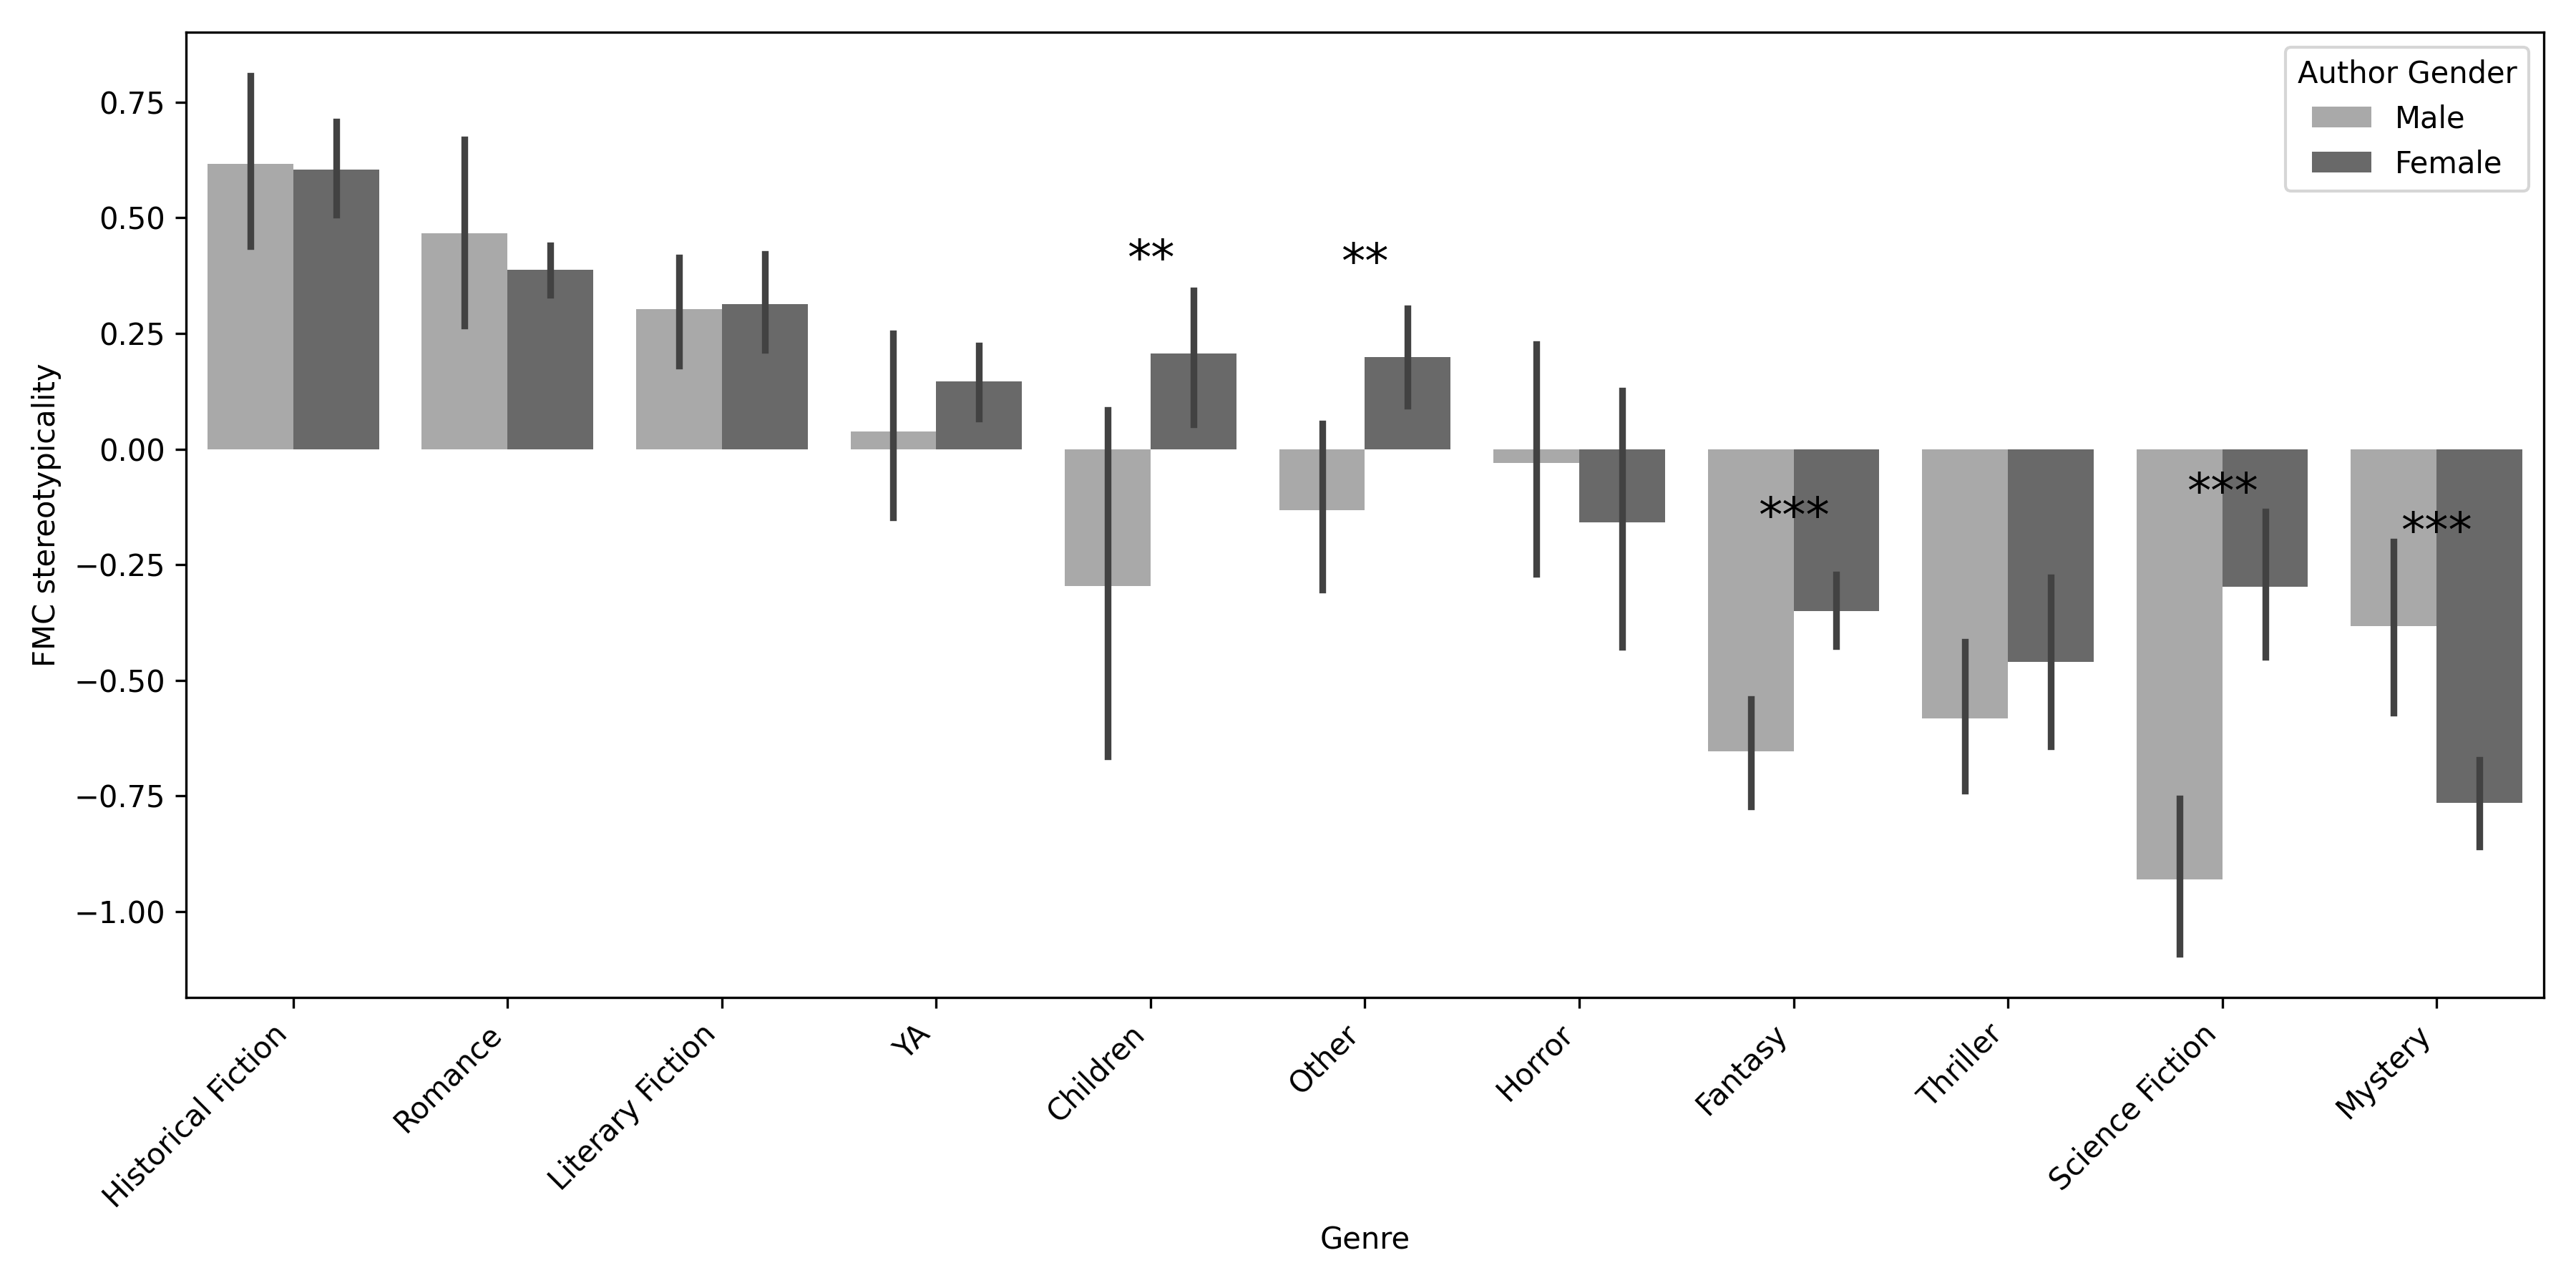 Author Gender
Male
Female
0.75
0.50
0.25
0.00
−0.25
−0.50
−0.75
−1.00
FMC stereotypicality
**
**
***
***
***
Historical Fiction
Romance
Literary Fiction
YA
Children
Other
Horror
Fantasy
Thriller
Science Fiction
Mystery
Genre